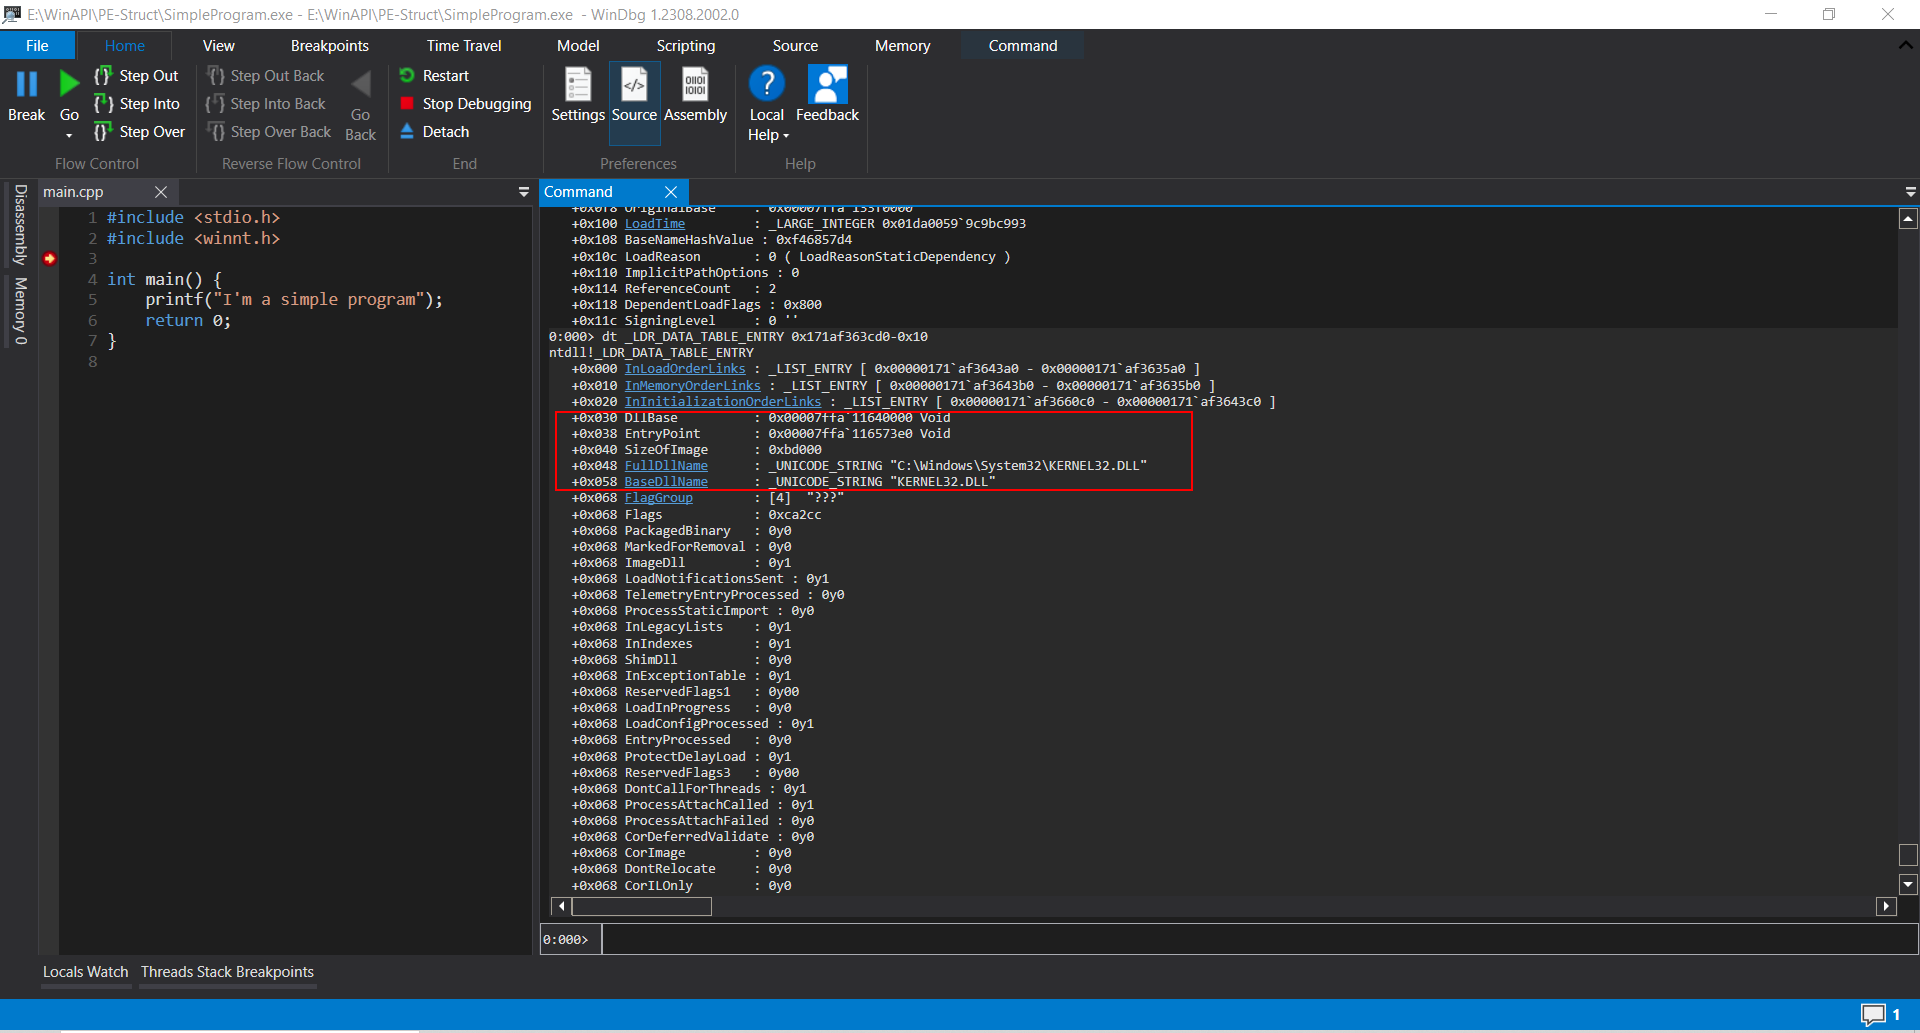 E:\WinAPI\PE-Struct\SimpleProgram.exe - E:\WinAPI\PE-Struct\SimpleProgram.exe - WinDbg 1.2308.2002.0
File Home View Breakpoints Time Travel Model Scripting Source Memory Command
Break
Go
Step Out
Step Into
Step Over
Flow Control
Step Out Back
Step Into Back
Step Over Back
Go Back
Reverse Flow Control
Restart
Stop Debugging
Detach
End
Settings
Source
Assembly
Preferences
Local Help
Feedback
Help
Disassembly
Memory 0
main.cpp
1 #include <stdio.h>
2 #include <winnt.h>
3
4 int main() {
5 printf("I'm a simple program");
6 return 0;
7 }
8
Command
+0x0f8 OriginalBase : 0x00007ffa`155f0000
+0x100 LoadTime : _LARGE_INTEGER 0x01da0059`9c9bc993
+0x108 BaseNameHashValue : 0xf46857d4
+0x10c LoadReason : 0 ( LoadReasonStaticDependency )
+0x110 ImplicitPathOptions : 0
+0x114 ReferenceCount : 2
+0x118 DependentLoadFlags : 0x800
+0x11c SigningLevel : 0 ''
0:000> dt _LDR_DATA_TABLE_ENTRY 0x171af363cd0-0x10
ntdll!_LDR_DATA_TABLE_ENTRY
+0x000 InLoadOrderLinks : _LIST_ENTRY [ 0x00000171`af3643a0 - 0x00000171`af3635a0 ]
+0x010 InMemoryOrderLinks : _LIST_ENTRY [ 0x00000171`af3643b0 - 0x00000171`af3635b0 ]
+0x020 InInitializationOrderLinks : _LIST_ENTRY [ 0x00000171`af3660c0 - 0x00000171`af3643c0 ]
+0x030 DllBase : 0x00007ffa`11640000 Void
+0x038 EntryPoint : 0x00007ffa`116573e0 Void
+0x040 SizeOfImage : 0xbd000
+0x048 FullDllName : _UNICODE_STRING "C:\Windows\System32\KERNEL32.DLL"
+0x058 BaseDllName : _UNICODE_STRING "KERNEL32.DLL"
+0x068 FlagGroup : [4] "???"
+0x068 Flags : 0xca2cc
+0x068 PackagedBinary : 0y0
+0x068 MarkedForRemoval : 0y0
+0x068 ImageDll : 0y1
+0x068 LoadNotificationsSent : 0y1
+0x068 TelemetryEntryProcessed : 0y0
+0x068 ProcessStaticImport : 0y0
+0x068 InLegacyLists : 0y1
+0x068 InIndexes : 0y1
+0x068 ShimDll : 0y0
+0x068 InExceptionTable : 0y1
+0x068 ReservedFlags1 : 0y00
+0x068 LoadInProgress : 0y0
+0x068 LoadConfigProcessed : 0y1
+0x068 EntryProcessed : 0y0
+0x068 ProtectDelayLoad : 0y1
+0x068 ReservedFlags3 : 0y00
+0x068 DontCallForThreads : 0y1
+0x068 ProcessAttachCalled : 0y1
+0x068 ProcessAttachFailed : 0y0
+0x068 CorDeferredValidate : 0y0
+0x068 CorImage : 0y0
+0x068 DontRelocate : 0y0
+0x068 CorILOnly : 0y0
0:000>
Locals Watch Threads Stack Breakpoints
1